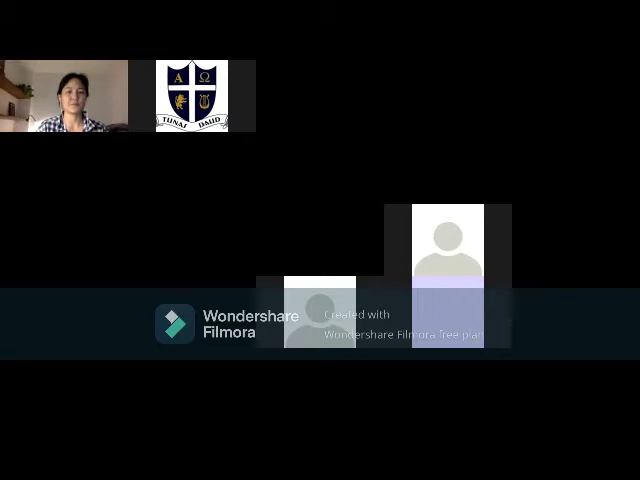 Α Ω
TUNAS DAUD
Wondershare
Filmora
Created with
Wondershare Filmora free plan